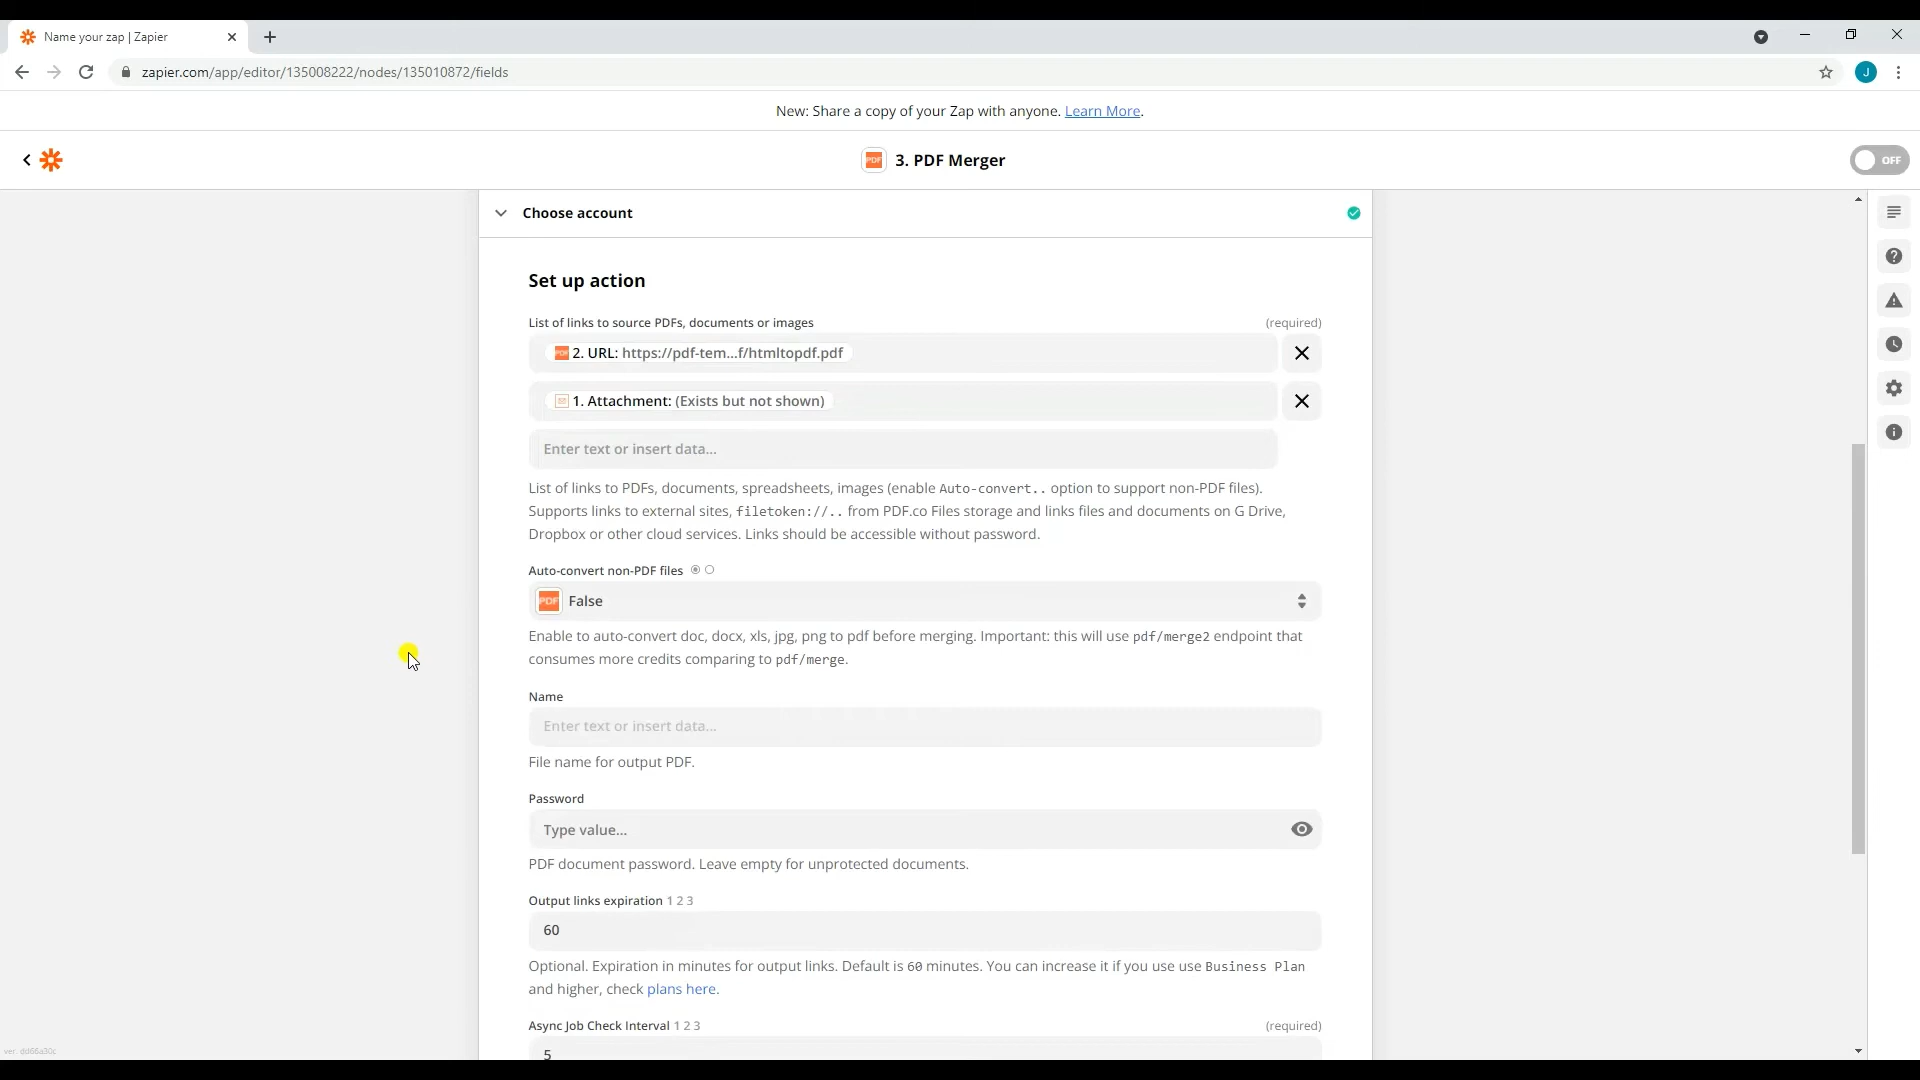 Name your zap | Zapier
zapier.com/app/editor/135008222/nodes/135010872/fields
J
New: Share a copy of your Zap with anyone. Learn More.
PDF 3. PDF Merger
OFF
Choose account
Set up action
List of links to source PDFs, documents or images (required)
PDF 2. URL: https://pdf-tem...f/htmltopdf.pdf
1. Attachment: (Exists but not shown)
Enter text or insert data...
List of links to PDFs, documents, spreadsheets, images (enable Auto-convert.. option to support non-PDF files).
Supports links to external sites, filetoken://.. from PDF.co Files storage and links files and documents on G Drive,
Dropbox or other cloud services. Links should be accessible without password.
Auto-convert non-PDF files
PDF False
Enable to auto-convert doc, docx, xls, jpg, png to pdf before merging. Important: this will use pdf/merge2 endpoint that
consumes more credits comparing to pdf/merge.
Name
Enter text or insert data...
File name for output PDF.
Password
Type value...
PDF document password. Leave empty for unprotected documents.
Output links expiration 1 2 3
60
Optional. Expiration in minutes for output links. Default is 60 minutes. You can increase it if you use use Business Plan
and higher, check plans here.
Async Job Check Interval 1 2 3 (required)
5
ver. dd66a30c